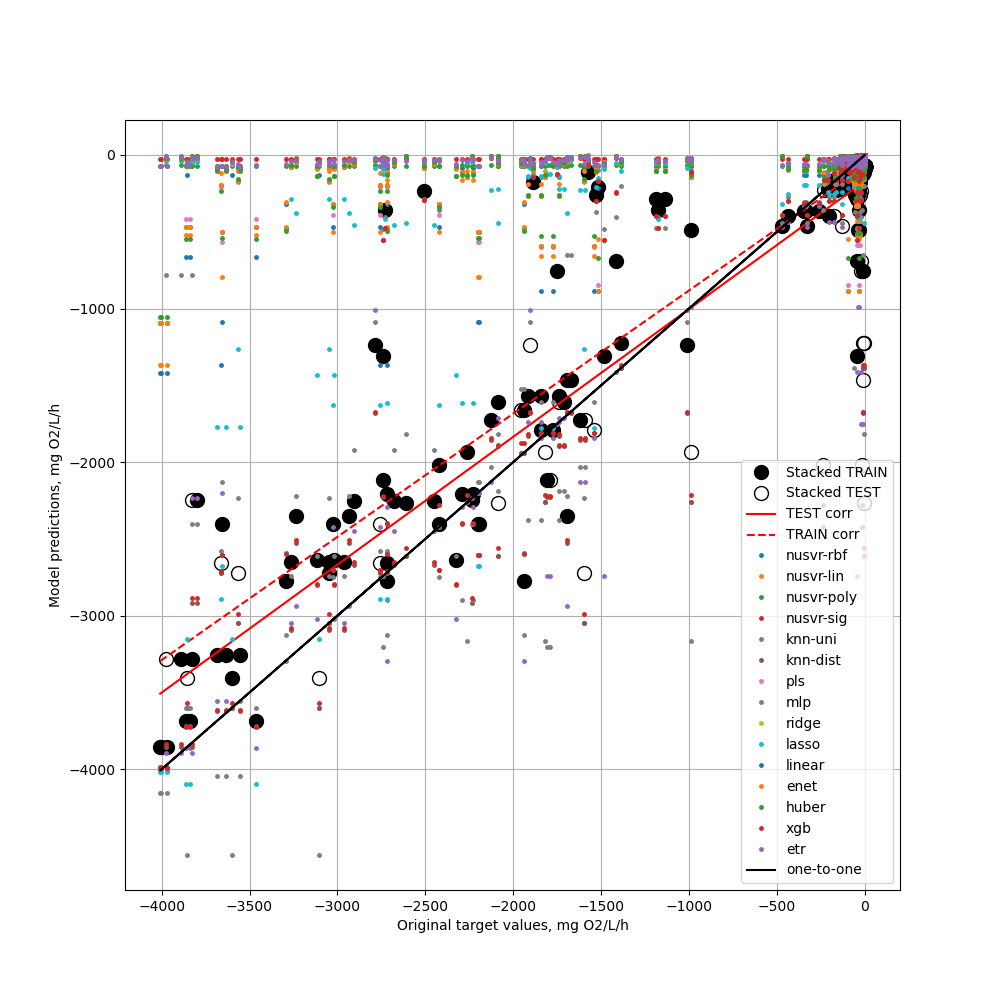 0
−1000
−2000
−3000
−4000
Model predictions, mg O2/L/h
−4000 −3500 −3000 −2500 −2000 −1500 −1000 −500 0
Original target values, mg O2/L/h
Stacked TRAIN
Stacked TEST
TEST corr
TRAIN corr
nusvr-rbf
nusvr-lin
nusvr-poly
nusvr-sig
knn-uni
knn-dist
pls
mlp
ridge
lasso
linear
enet
huber
xgb
etr
one-to-one